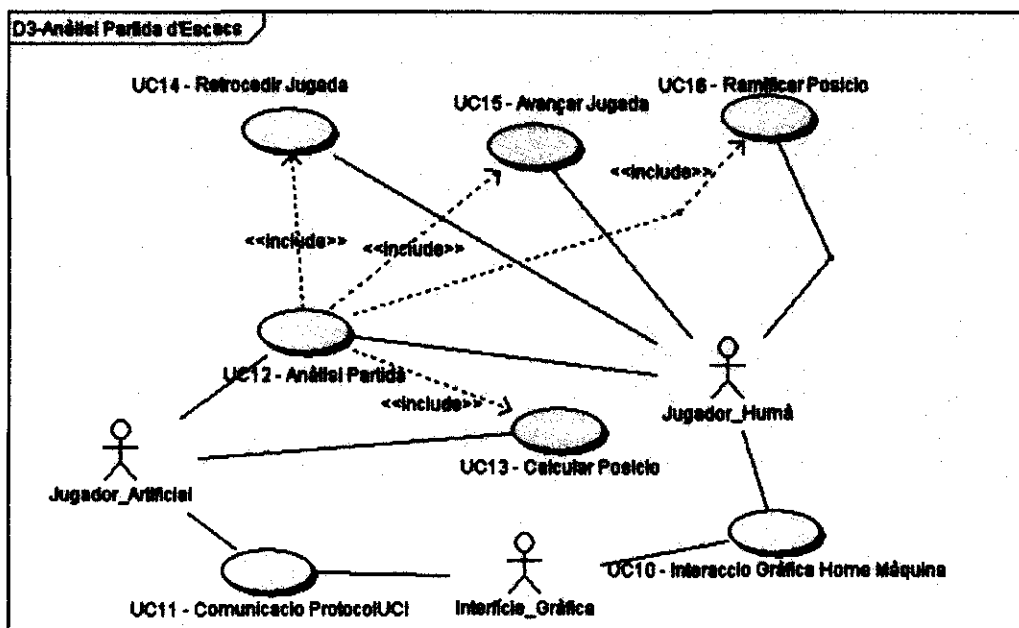 D3-Anàlisi Partida d'Escacs
UC14 - Retrocedir Jugada
UC15 - Avançar Jugada
UC16 - Ramificar Posicio
<<include>>
<<include>>
<<include>>
UC12 - Anàlisi Partida
<<include>>
Jugador_Humà
UC13 - Calcular Posicio
Jugador_Artificial
UC11 - Comunicacio ProtocolUCI
Interfície_Gràfica
UC10 - Interaccio Gràfica Home Màquina